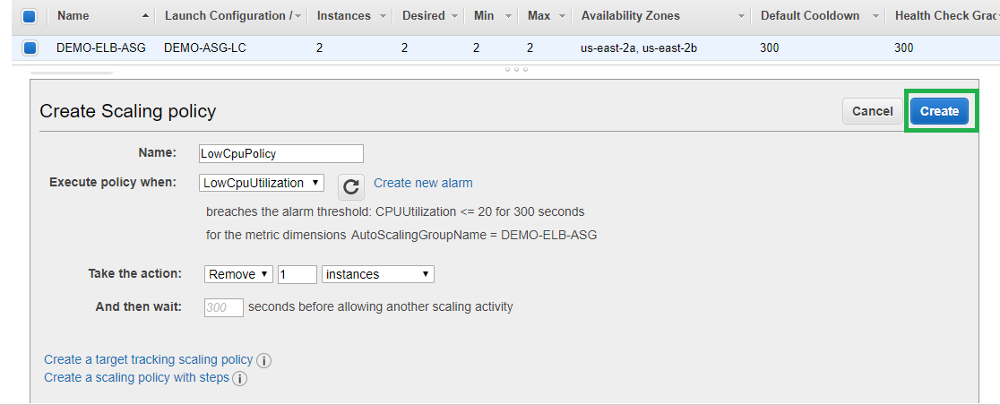 Name Launch Configuration / Instances Desired Min Max Availability Zones Default Cooldown Health Check Grac
DEMO-ELB-ASG DEMO-ASG-LC 2 2 2 2 us-east-2a, us-east-2b 300 300
Create Scaling policy Cancel Create
Name: LowCpuPolicy
Execute policy when: LowCpuUtilization Create new alarm
breaches the alarm threshold: CPUUtilization <= 20 for 300 seconds
for the metric dimensions AutoScalingGroupName = DEMO-ELB-ASG
Take the action: Remove 1 instances
And then wait: 300 seconds before allowing another scaling activity
Create a target tracking scaling policy i
Create a scaling policy with steps i